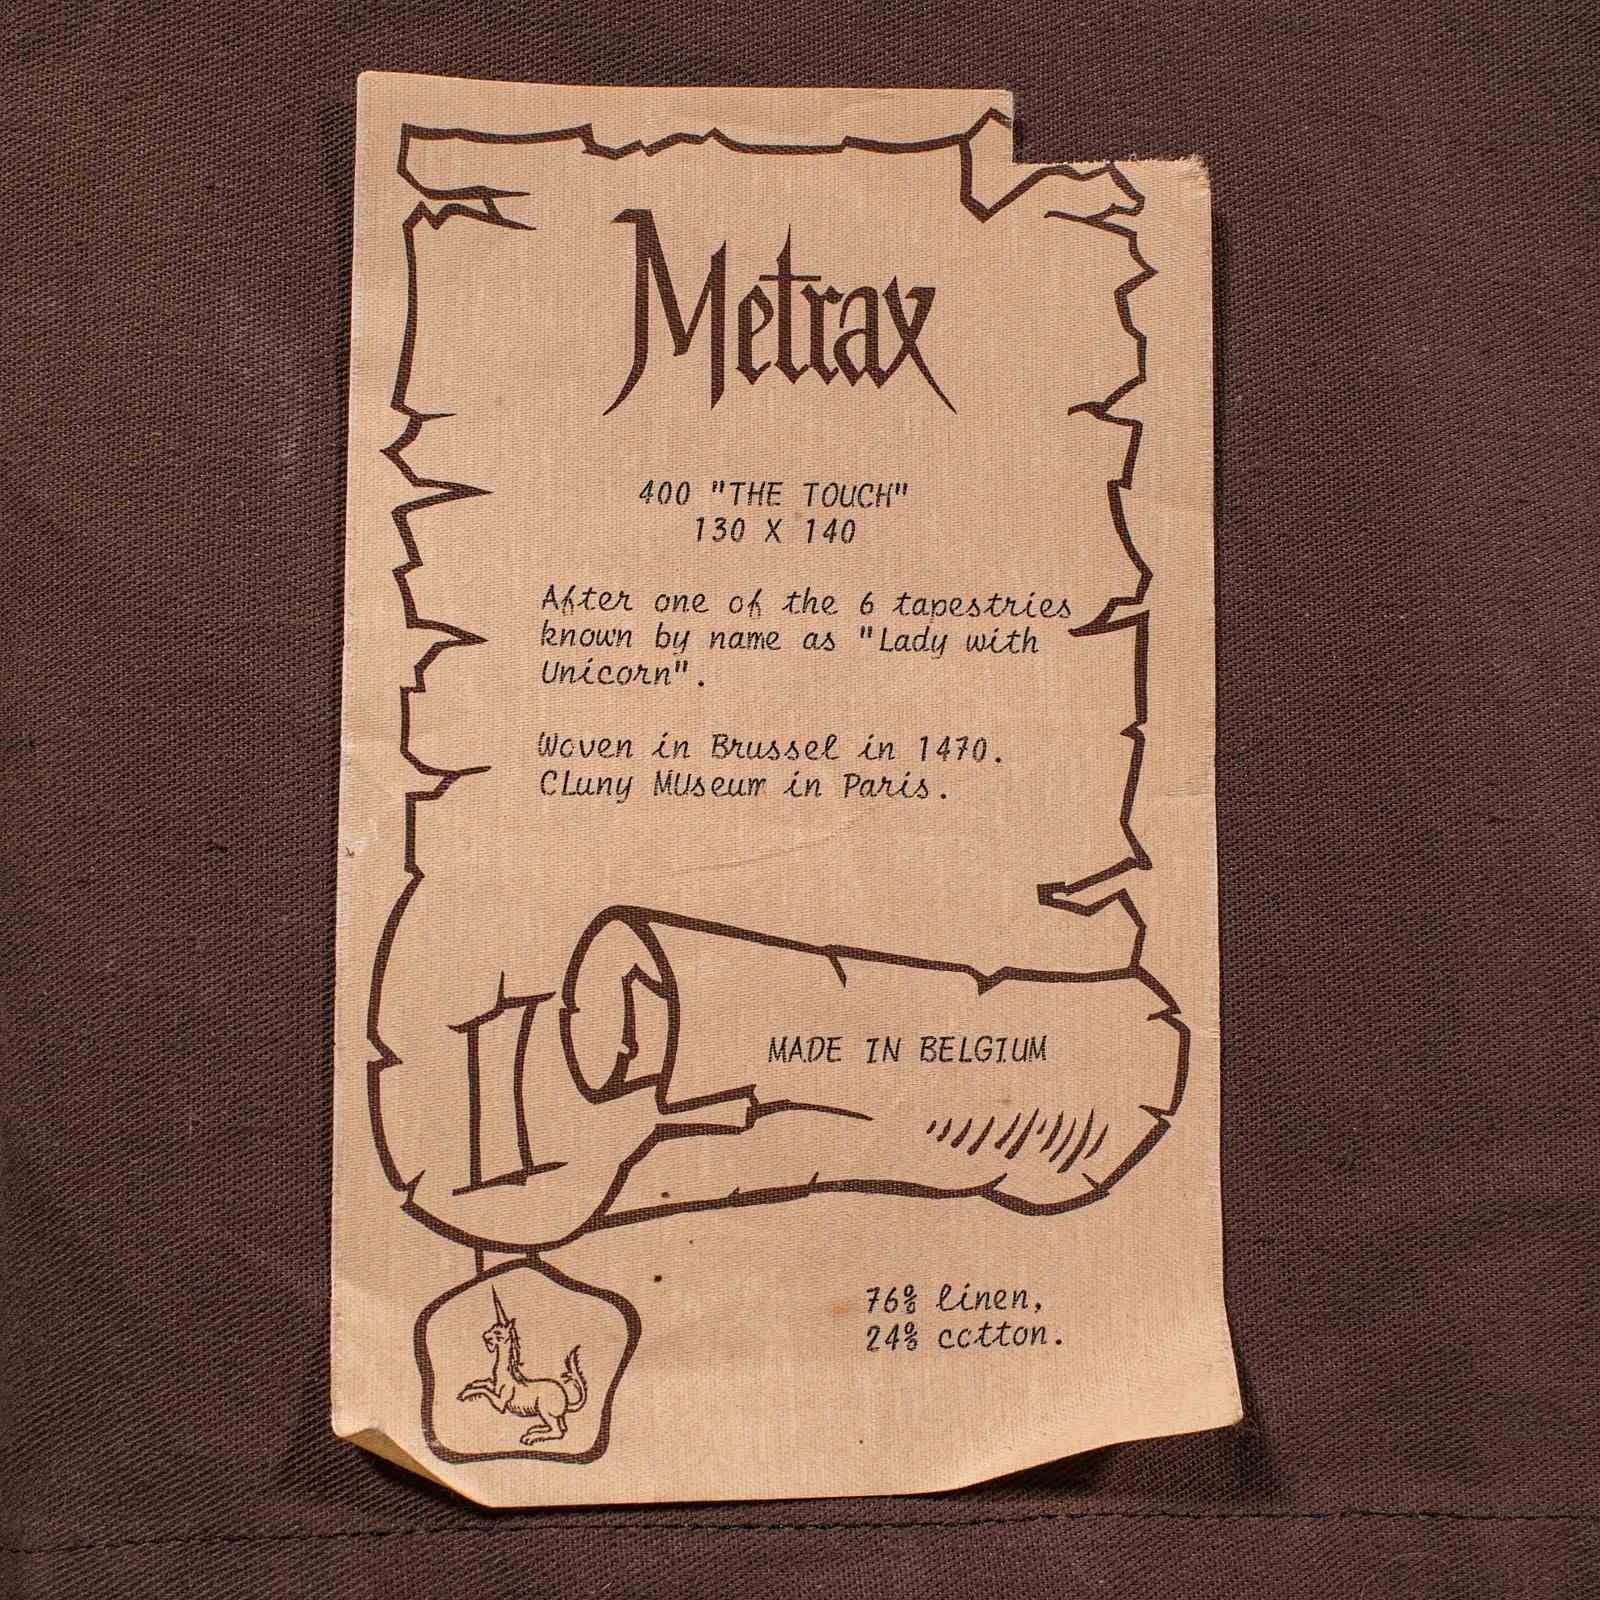 Metrax
400 "THE TOUCH"
130 X 140
After one of the 6 tapestries
known by name as "Lady with
Unicorn".
Woven in Brussel in 1470.
CLuny MUseum in Paris.
MADE IN BELGIUM
76% linen,
24% cotton.